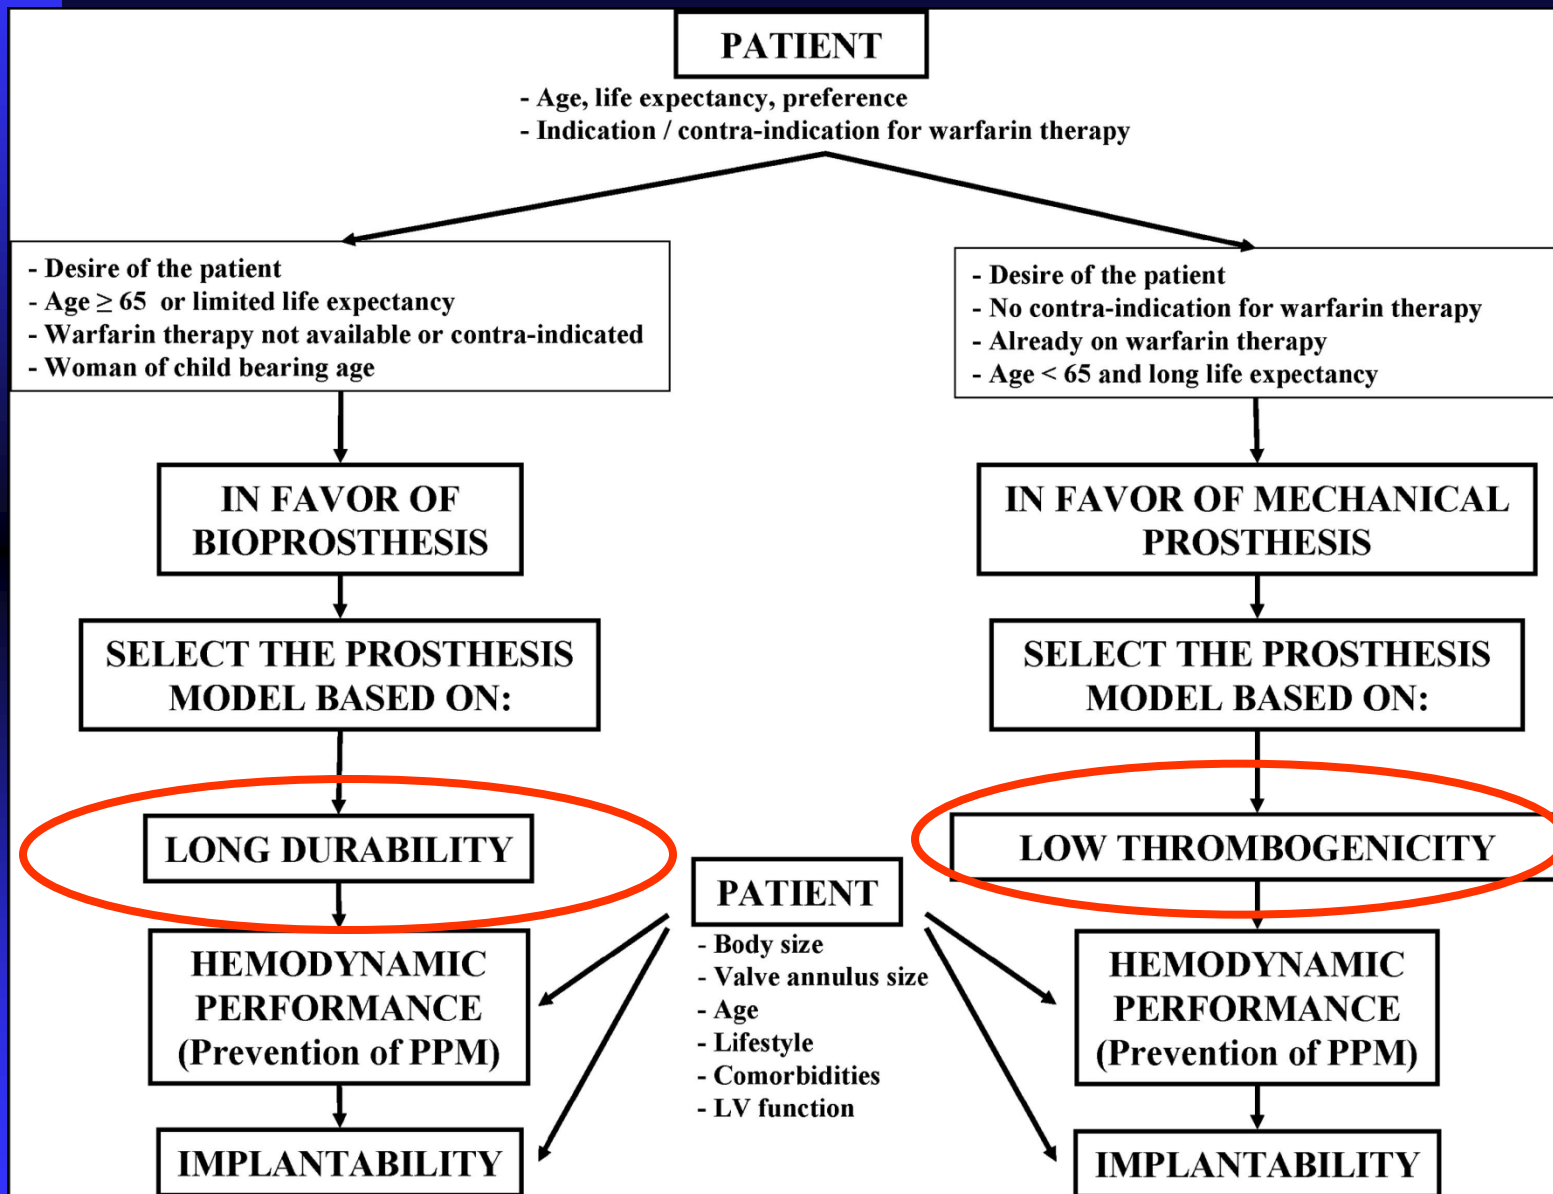 PATIENT
- Age, life expectancy, preference
- Indication / contra-indication for warfarin therapy
- Desire of the patient
- Age ≥ 65 or limited life expectancy
- Warfarin therapy not available or contra-indicated
- Woman of child bearing age
- Desire of the patient
- No contra-indication for warfarin therapy
- Already on warfarin therapy
- Age < 65 and long life expectancy
IN FAVOR OF
BIOPROSTHESIS
IN FAVOR OF MECHANICAL
PROSTHESIS
SELECT THE PROSTHESIS
MODEL BASED ON:
SELECT THE PROSTHESIS
MODEL BASED ON:
LONG DURABILITY
LOW THROMBOGENICITY
PATIENT
- Body size
- Valve annulus size
- Age
- Lifestyle
- Comorbidities
- LV function
HEMODYNAMIC
PERFORMANCE
(Prevention of PPM)
HEMODYNAMIC
PERFORMANCE
(Prevention of PPM)
IMPLANTABILITY
IMPLANTABILITY